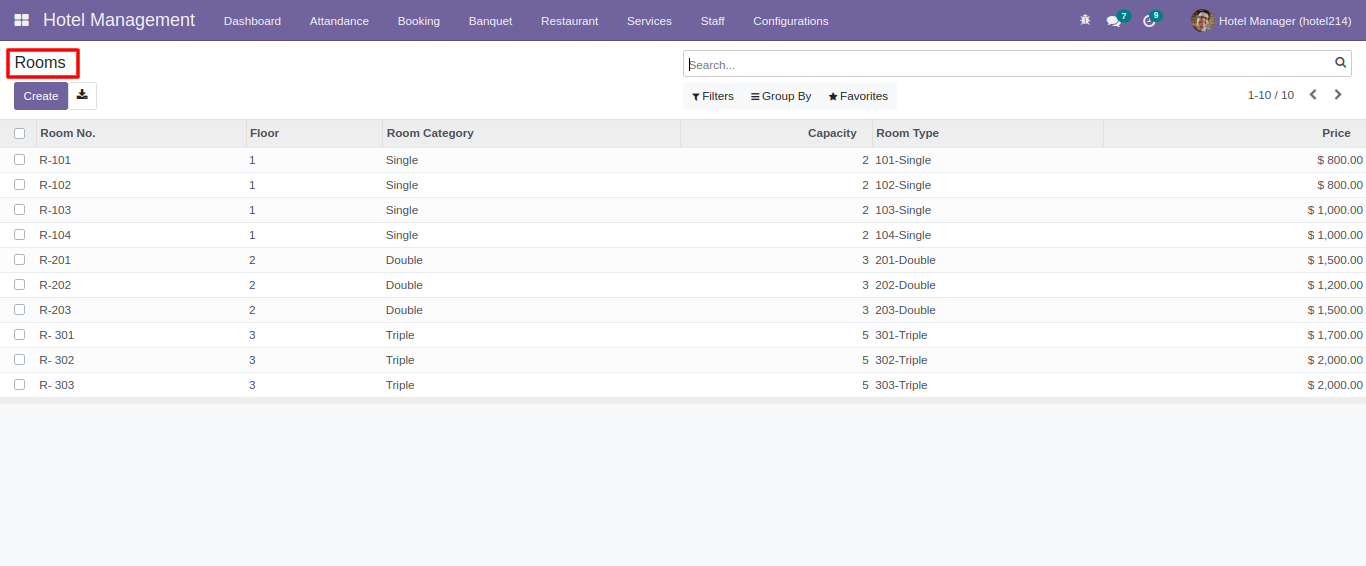 Hotel Management Dashboard Attandance Booking Banquet Restaurant Services Staff Configurations 7 9 Hotel Manager (hotel214)
Rooms
Search...
Create
Filters Group By Favorites 1-10 / 10
Room No. Floor Room Category Capacity Room Type Price
R-101 1 Single 2 101-Single $ 800.00
R-102 1 Single 2 102-Single $ 800.00
R-103 1 Single 2 103-Single $ 1,000.00
R-104 1 Single 2 104-Single $ 1,000.00
R-201 2 Double 3 201-Double $ 1,500.00
R-202 2 Double 3 202-Double $ 1,200.00
R-203 2 Double 3 203-Double $ 1,500.00
R- 301 3 Triple 5 301-Triple $ 1,700.00
R- 302 3 Triple 5 302-Triple $ 2,000.00
R- 303 3 Triple 5 303-Triple $ 2,000.00